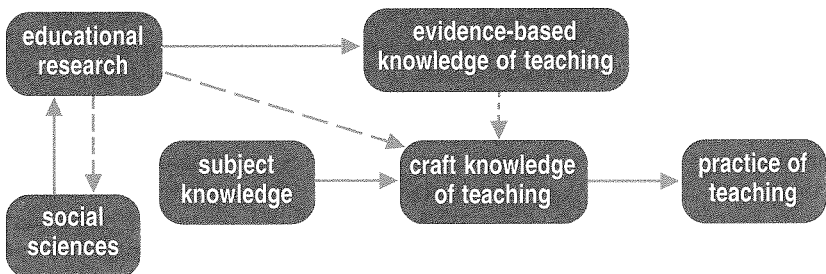 educational
research
evidence-based
knowledge of teaching
subject
knowledge
craft knowledge
of teaching
practice of
teaching
social
sciences